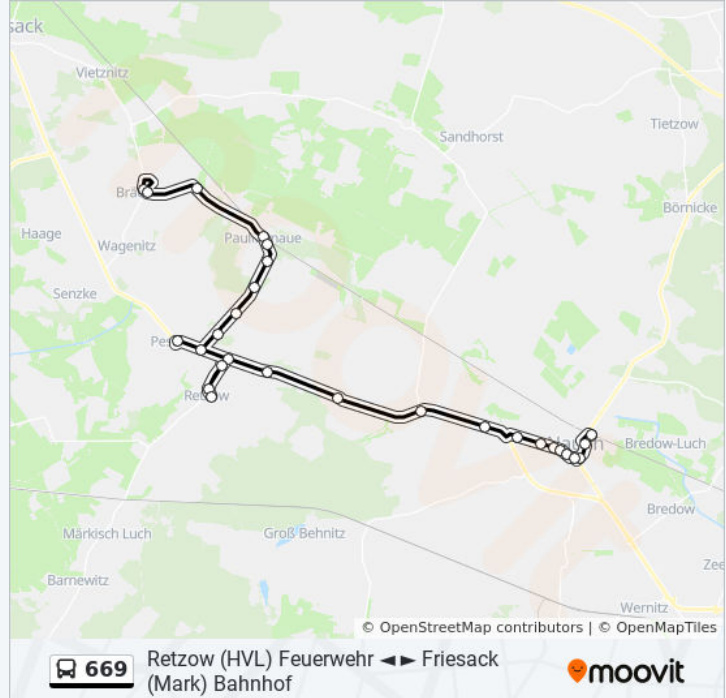 sack
Vietznitz
Sandhorst
Tietzow
Börnicke
Haage
Wagenitz
Senzke
Bredow-Luch
Bredow
Märkisch Luch
Groß Behnitz
Barnewitz
Zee
Wernitz
© OpenStreetMap contributors | © OpenMapTiles
669
Retzow (HVL) Feuerwehr ◄► Friesack
(Mark) Bahnhof
moovit